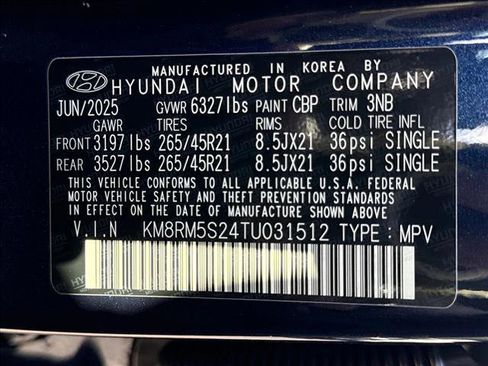 MANUFACTURED IN KOREA BY
HYUNDAI MOTOR COMPANY
JUN/2025 GVWR 6327lbs PAINT CBP TRIM 3NB
GAWR TIRES RIMS COLD TIRE INFL
FRONT 3197lbs 265/45R21 8.5JX21 36psi SINGLE
REAR 3527lbs 265/45R21 8.5JX21 36psi SINGLE
THIS VEHICLE CONFORMS TO ALL APPLICABLE U.S.A. FEDERAL
MOTOR VEHICLE SAFETY AND THEFT PREVENTION STANDARDS
IN EFFECT ON THE DATE OF MANUFACTURE SHOWN ABOVE.
V.I.N KM8RM5S24TU031512 TYPE : MPV